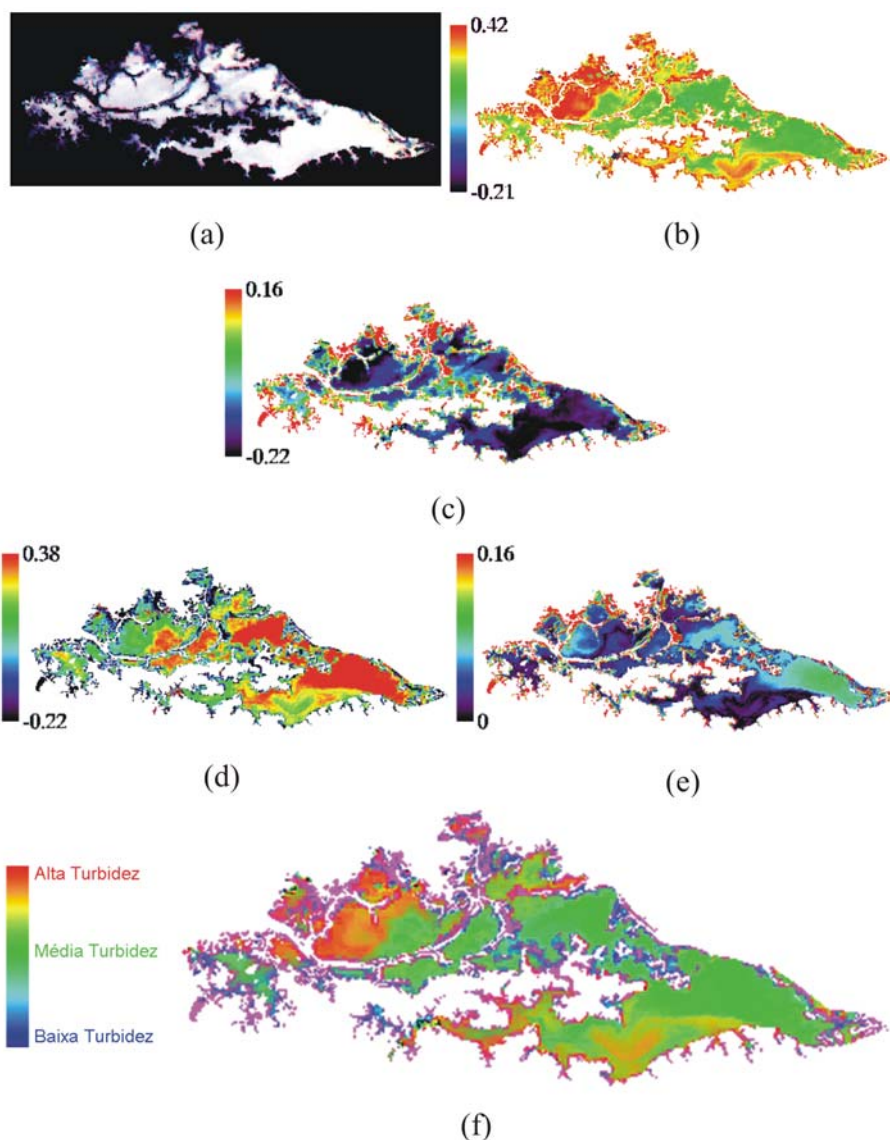 0.42
-0.21
(a)
(b)
0.16
-0.22
(c)
0.38
-0.22
0.16
0
(d)
(e)
Alta Turbidez
Média Turbidez
Baixa Turbidez
(f)